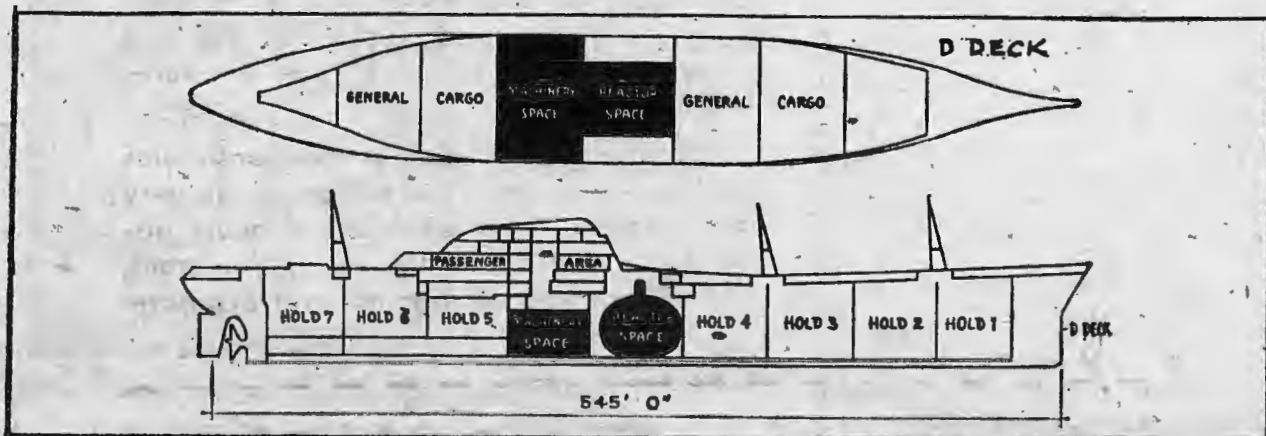 D DECK
GENERAL CARGO MACHINERY SPACE REACTOR SPACE GENERAL CARGO
PASSENGER AREA
HOLD 7 HOLD 6 HOLD 5 MACHINERY SPACE REACTOR SPACE HOLD 4 HOLD 3 HOLD 2 HOLD 1 D DECK
545' 0"